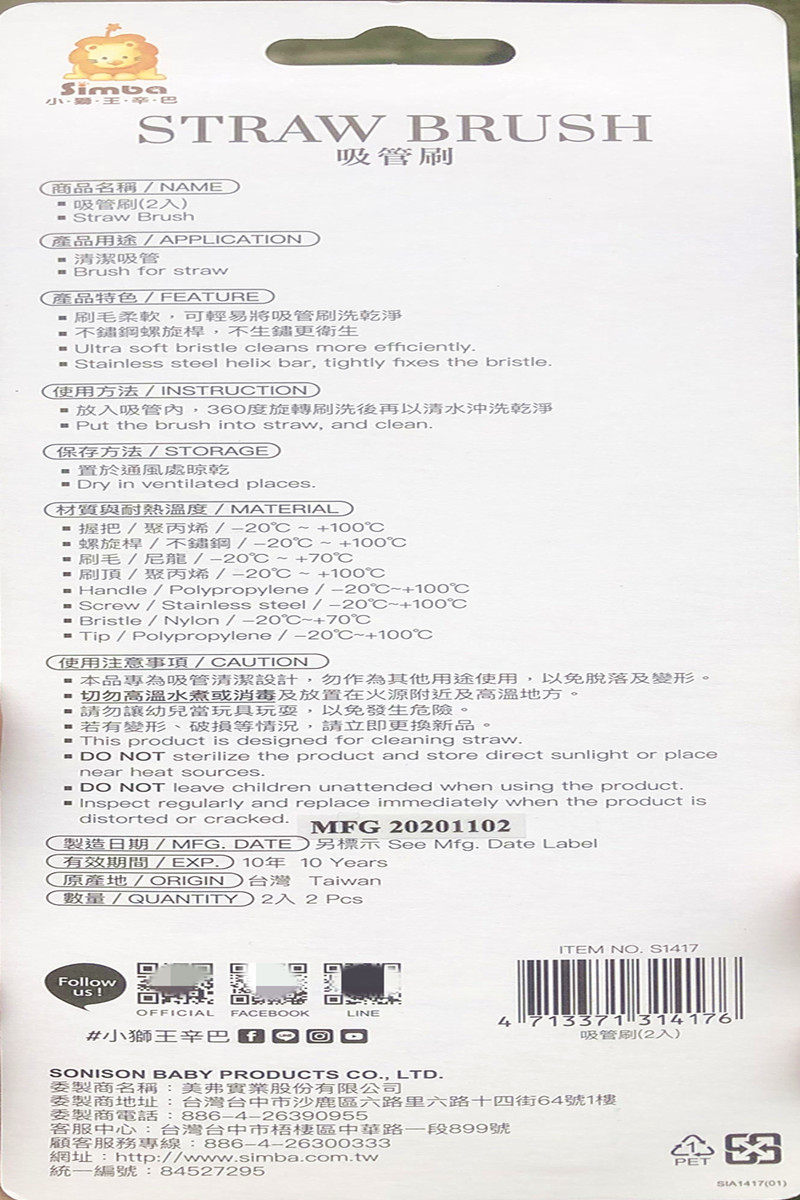 Simba
小·獅·王·辛·巴
STRAW BRUSH
吸管刷
商品名稱 / NAME
▪ 吸管刷(2入)
▪ Straw Brush
產品用途 / APPLICATION
▪ 清潔吸管
▪ Brush for straw
產品特色 / FEATURE
▪ 刷毛柔軟，可輕易將吸管刷洗乾淨
▪ 不鏽鋼螺旋桿，不生鏽更衛生
▪ Ultra soft bristle cleans more efficiently.
▪ Stainless steel helix bar, tightly fixes the bristle.
使用方法 / INSTRUCTION
▪ 放入吸管內，360度旋轉刷洗後再以清水沖洗乾淨
▪ Put the brush into straw, and clean.
保存方法 / STORAGE
▪ 置於通風處晾乾
▪ Dry in ventilated places.
材質與耐熱溫度 / MATERIAL
▪ 握把 / 聚丙烯 / −20℃ ~ +100℃
▪ 螺旋桿 / 不鏽鋼 / −20℃ ~ +100℃
▪ 刷毛 / 尼龍 / −20℃ ~ +70℃
▪ 刷頂 / 聚丙烯 / −20℃ ~ +100℃
▪ Handle / Polypropylene / −20℃~+100℃
▪ Screw / Stainless steel / −20℃~+100℃
▪ Bristle / Nylon / −20℃~+70℃
▪ Tip / Polypropylene / −20℃~+100℃
使用注意事項 / CAUTION
▪ 本品專為吸管清潔設計，勿作為其他用途使用，以免脫落及變形。
▪ 切勿高溫水煮或消毒及放置在火源附近及高溫地方。
▪ 請勿讓幼兒當玩具玩耍，以免發生危險。
▪ 若有變形、破損等情況，請立即更換新品。
▪ This product is designed for cleaning straw.
▪ DO NOT sterilize the product and store direct sunlight or place
near heat sources.
▪ DO NOT leave children unattended when using the product.
▪ Inspect regularly and replace immediately when the product is
distorted or cracked.
MFG 20201102
製造日期 / MFG. DATE 另標示 See Mfg. Date Label
有效期間 / EXP. 10年 10 Years
原產地 / ORIGIN 台灣 Taiwan
數量 / QUANTITY 2入 2 Pcs
Follow
us !
OFFICIAL FACEBOOK LINE
#小獅王辛巴
ITEM NO. S1417
4 713371 314176
吸管刷(2入)
SONISON BABY PRODUCTS CO., LTD.
委製商名稱：美弗實業股份有限公司
委製商地址：台灣台中市沙鹿區六路里六路十四街64號1樓
委製商電話：886−4−26390955
客服中心：台灣台中市梧棲區中華路一段899號
顧客服務專線：886−4−26300333
網址：http://www.simba.com.tw
統一編號：84527295
1
PET
SIA1417(01)